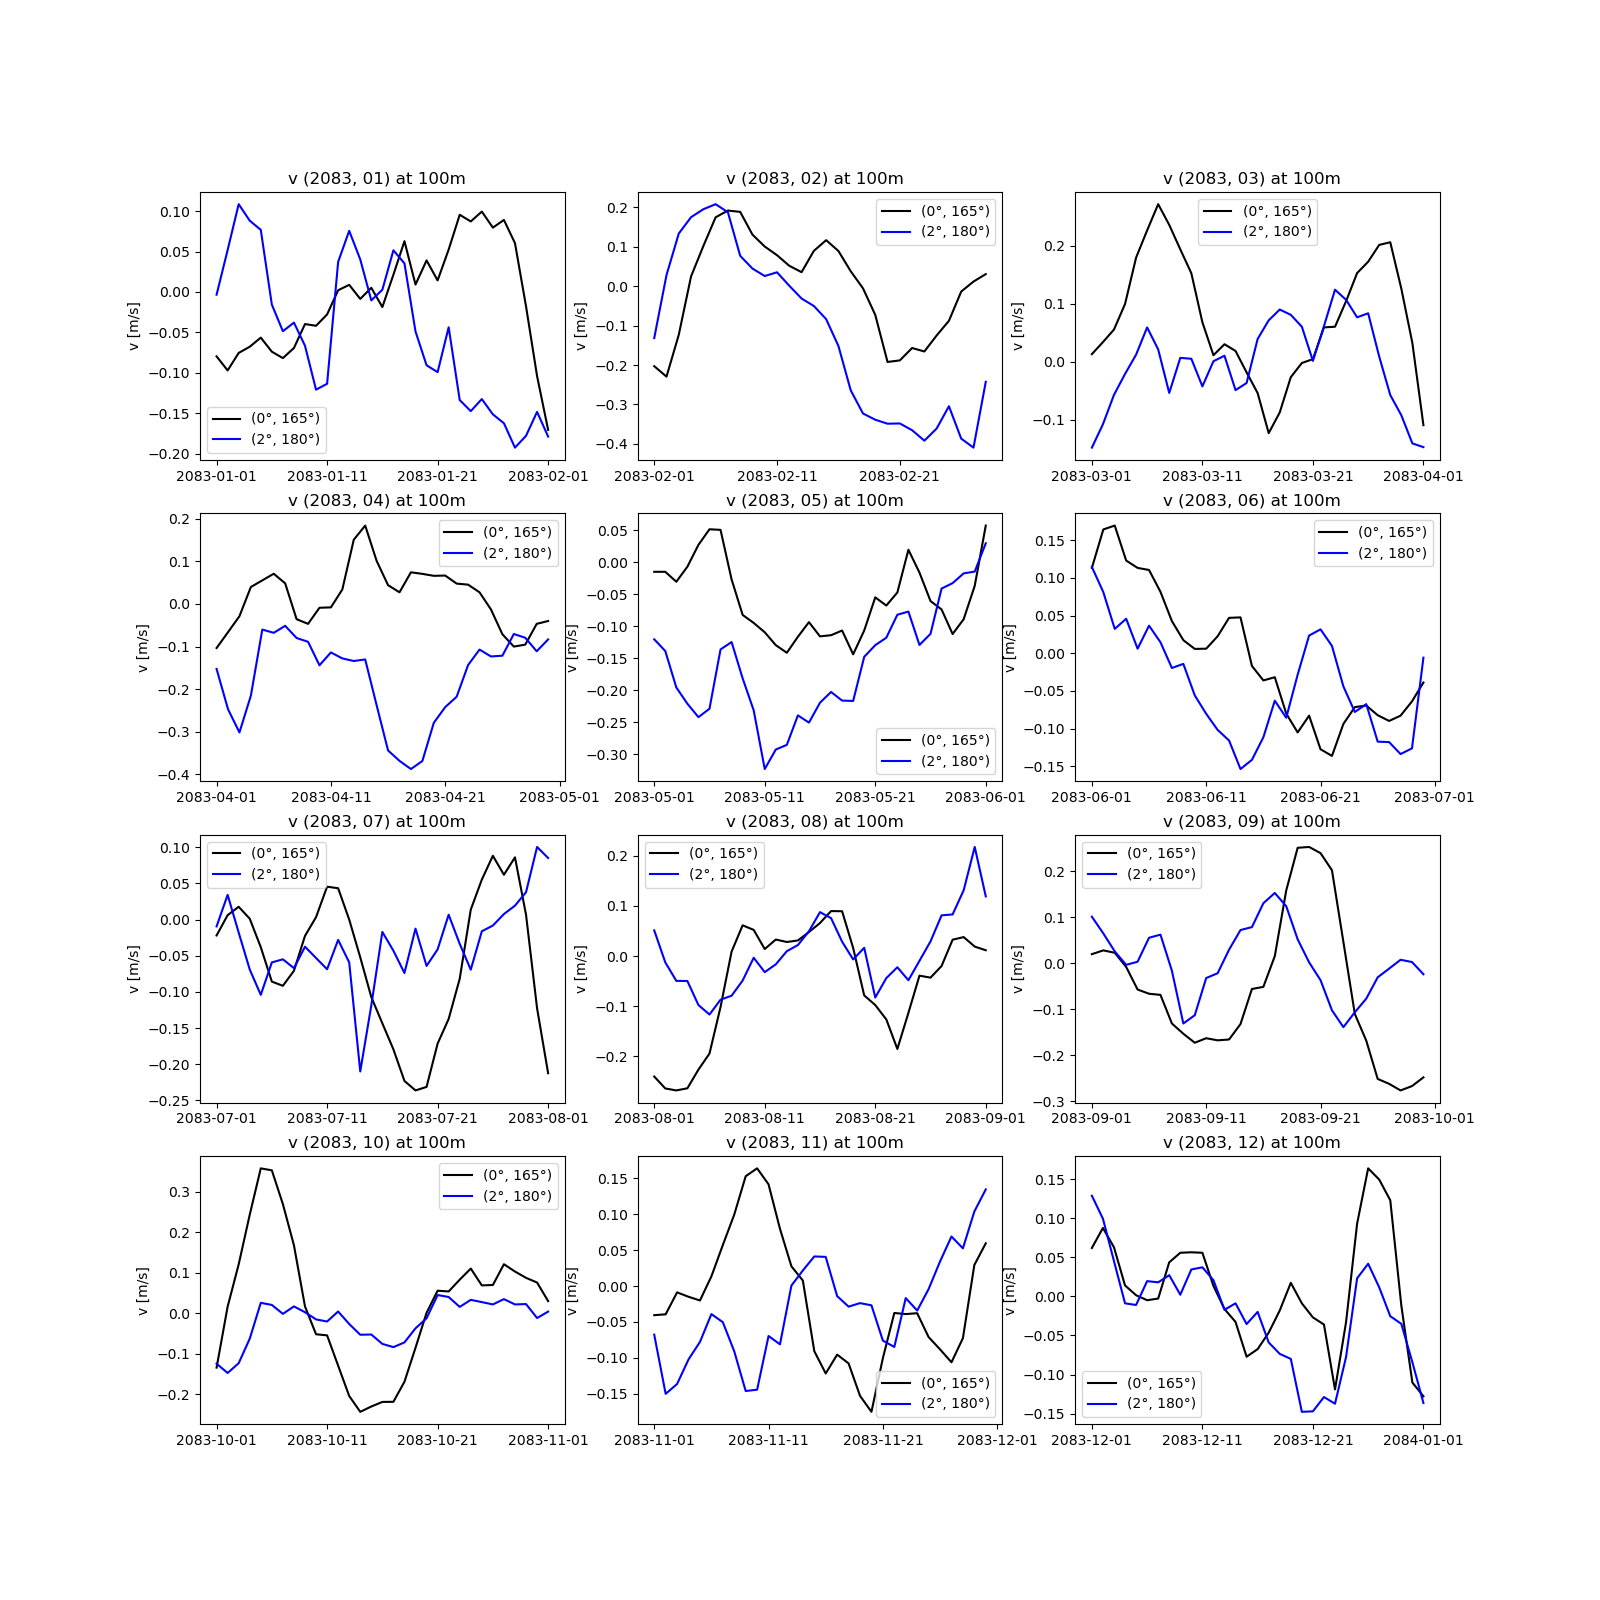 v (2083, 01) at 100m
v [m/s]
0.10
0.05
0.00
−0.05
−0.10
−0.15
−0.20
(0°, 165°)
(2°, 180°)
2083-01-01 2083-01-11 2083-01-21 2083-02-01
v (2083, 02) at 100m
v [m/s]
0.2
0.1
0.0
−0.1
−0.2
−0.3
−0.4
(0°, 165°)
(2°, 180°)
2083-02-01 2083-02-11 2083-02-21
v (2083, 03) at 100m
v [m/s]
0.2
0.1
0.0
−0.1
(0°, 165°)
(2°, 180°)
2083-03-01 2083-03-11 2083-03-21 2083-04-01
v (2083, 04) at 100m
v [m/s]
0.2
0.1
0.0
−0.1
−0.2
−0.3
−0.4
(0°, 165°)
(2°, 180°)
2083-04-01 2083-04-11 2083-04-21 2083-05-01
v (2083, 05) at 100m
v [m/s]
0.05
0.00
−0.05
−0.10
−0.15
−0.20
−0.25
−0.30
(0°, 165°)
(2°, 180°)
2083-05-01 2083-05-11 2083-05-21 2083-06-01
v (2083, 06) at 100m
v [m/s]
0.15
0.10
0.05
0.00
−0.05
−0.10
−0.15
(0°, 165°)
(2°, 180°)
2083-06-01 2083-06-11 2083-06-21 2083-07-01
v (2083, 07) at 100m
v [m/s]
0.10
0.05
0.00
−0.05
−0.10
−0.15
−0.20
−0.25
(0°, 165°)
(2°, 180°)
2083-07-01 2083-07-11 2083-07-21 2083-08-01
v (2083, 08) at 100m
v [m/s]
0.2
0.1
0.0
−0.1
−0.2
(0°, 165°)
(2°, 180°)
2083-08-01 2083-08-11 2083-08-21 2083-09-01
v (2083, 09) at 100m
v [m/s]
0.2
0.1
0.0
−0.1
−0.2
−0.3
(0°, 165°)
(2°, 180°)
2083-09-01 2083-09-11 2083-09-21 2083-10-01
v (2083, 10) at 100m
v [m/s]
0.3
0.2
0.1
0.0
−0.1
−0.2
(0°, 165°)
(2°, 180°)
2083-10-01 2083-10-11 2083-10-21 2083-11-01
v (2083, 11) at 100m
v [m/s]
0.15
0.10
0.05
0.00
−0.05
−0.10
−0.15
(0°, 165°)
(2°, 180°)
2083-11-01 2083-11-11 2083-11-21 2083-12-01
v (2083, 12) at 100m
v [m/s]
0.15
0.10
0.05
0.00
−0.05
−0.10
−0.15
(0°, 165°)
(2°, 180°)
2083-12-01 2083-12-11 2083-12-21 2084-01-01